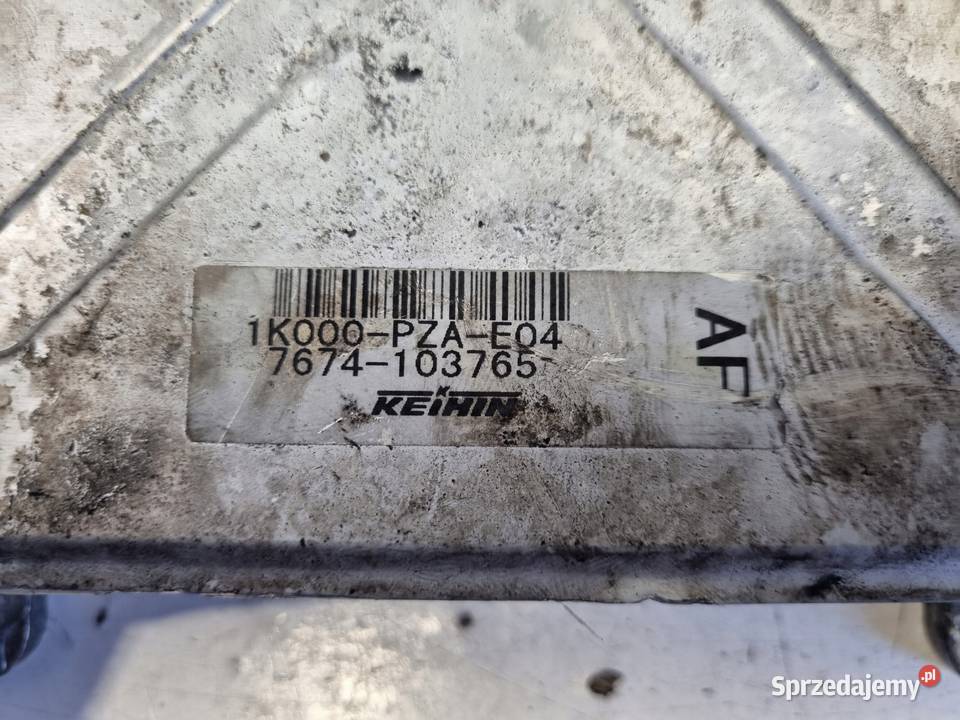 1K000-PZA-E04
7674-103765
KEIHIN
AF
Sprzedajemy.pl